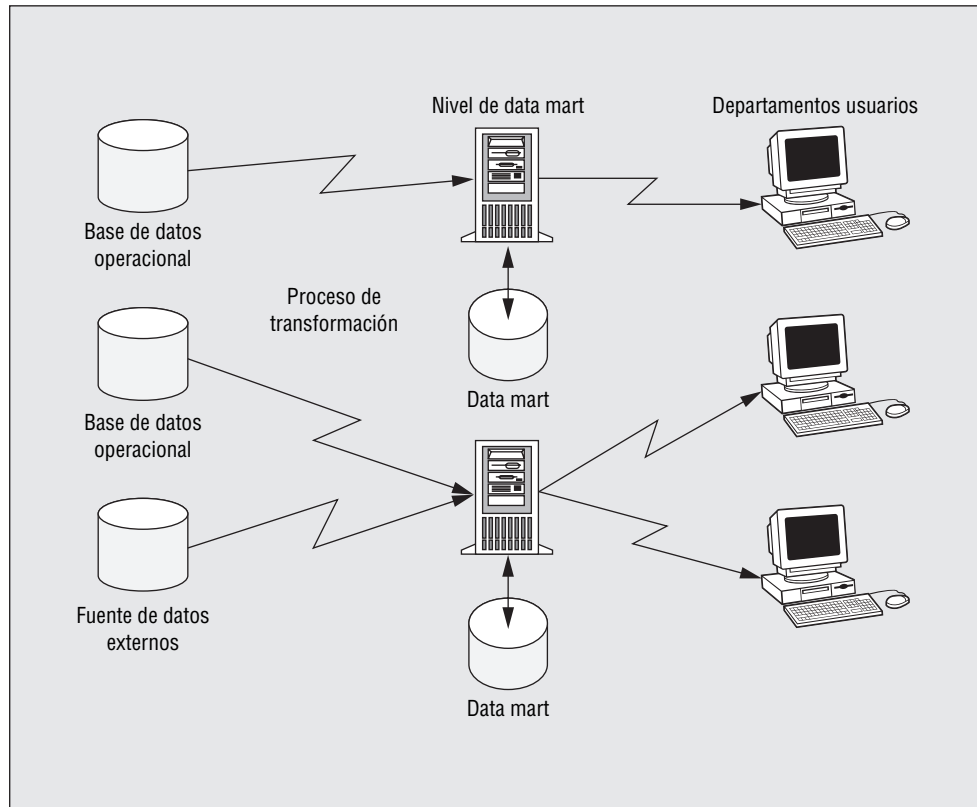 Nivel de data mart
Departamentos usuarios
Base de datos
operacional
Proceso de
transformación
Data mart
Base de datos
operacional
Fuente de datos
externos
Data mart